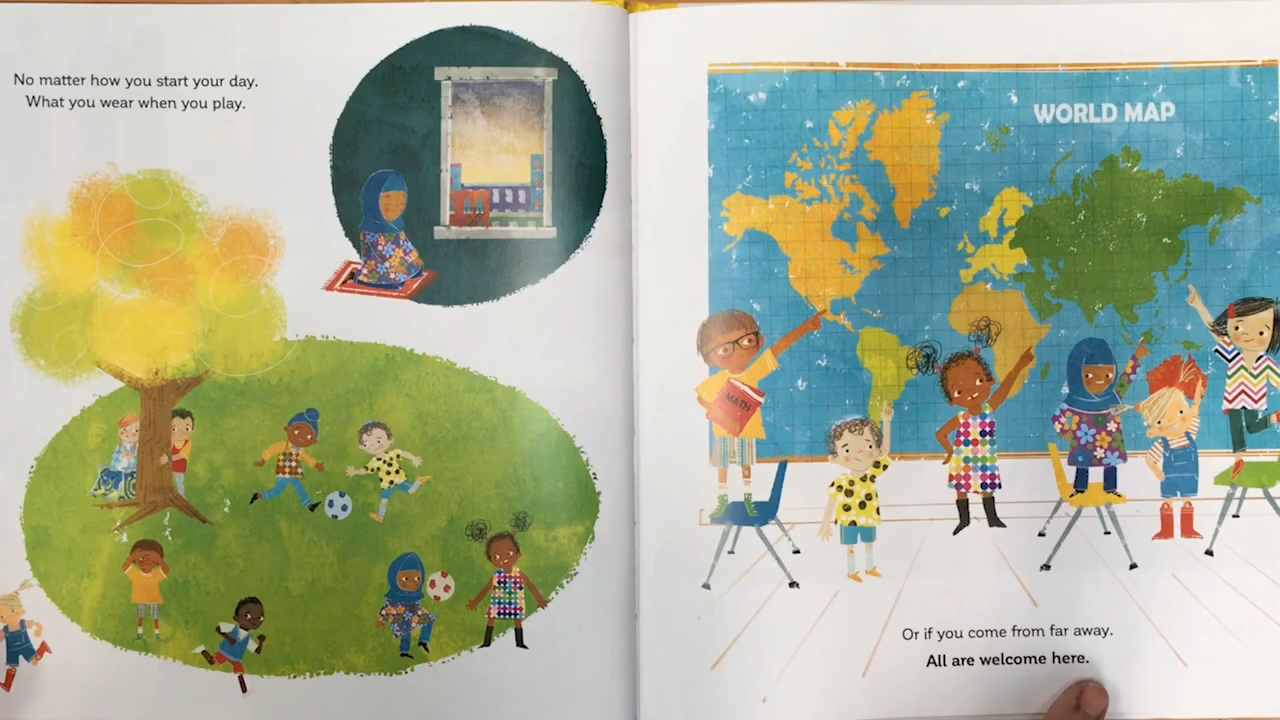 No matter how you start your day.
What you wear when you play.
WORLD MAP
MATH
Or if you come from far away.
All are welcome here.